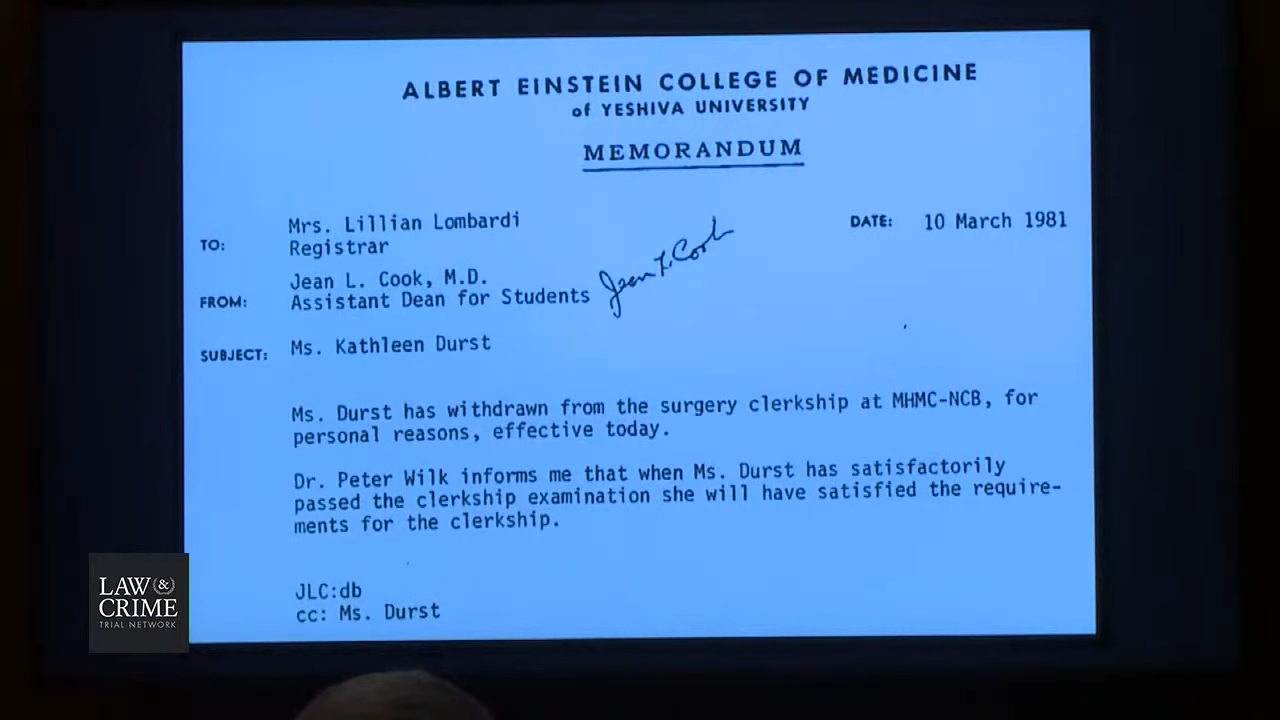 ALBERT EINSTEIN COLLEGE OF MEDICINE
of YESHIVA UNIVERSITY
MEMORANDUM
TO: Mrs. Lillian Lombardi
Registrar
DATE: 10 March 1981
FROM: Jean L. Cook, M.D.
Assistant Dean for Students
Jean L. Cook
SUBJECT: Ms. Kathleen Durst
Ms. Durst has withdrawn from the surgery clerkship at MHMC-NCB, for
personal reasons, effective today.
Dr. Peter Wilk informs me that when Ms. Durst has satisfactorily
passed the clerkship examination she will have satisfied the require-
ments for the clerkship.
JLC:db
cc: Ms. Durst
LAW &
CRIME
TRIAL NETWORK